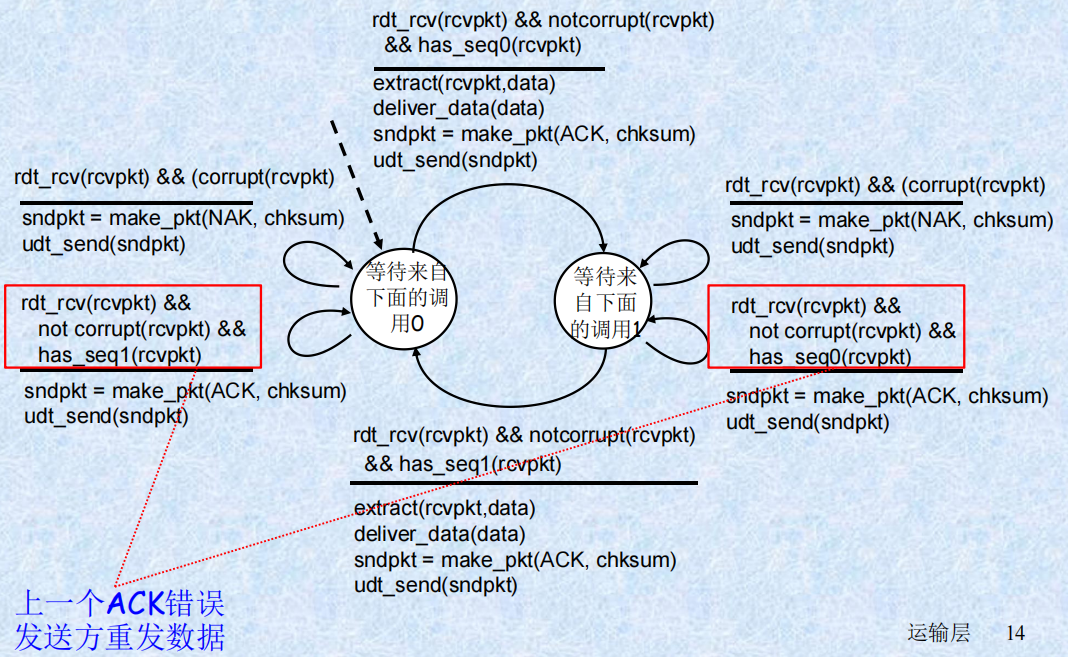 rdt_rcv(rcvpkt) && notcorrupt(rcvpkt)
&& has_seq0(rcvpkt)
extract(rcvpkt,data)
deliver_data(data)
sndpkt = make_pkt(ACK, chksum)
udt_send(sndpkt)
rdt_rcv(rcvpkt) && (corrupt(rcvpkt)
sndpkt = make_pkt(NAK, chksum)
udt_send(sndpkt)
rdt_rcv(rcvpkt) &&
not corrupt(rcvpkt) &&
has_seq1(rcvpkt)
sndpkt = make_pkt(ACK, chksum)
udt_send(sndpkt)
等待来自
下面的调
用0
等待来
自下面
的调用1
rdt_rcv(rcvpkt) && (corrupt(rcvpkt)
sndpkt = make_pkt(NAK, chksum)
udt_send(sndpkt)
rdt_rcv(rcvpkt) &&
not corrupt(rcvpkt) &&
has_seq0(rcvpkt)
sndpkt = make_pkt(ACK, chksum)
udt_send(sndpkt)
rdt_rcv(rcvpkt) && notcorrupt(rcvpkt)
&& has_seq1(rcvpkt)
extract(rcvpkt,data)
deliver_data(data)
sndpkt = make_pkt(ACK, chksum)
udt_send(sndpkt)
上一个ACK错误
发送方重发数据
运输层 14